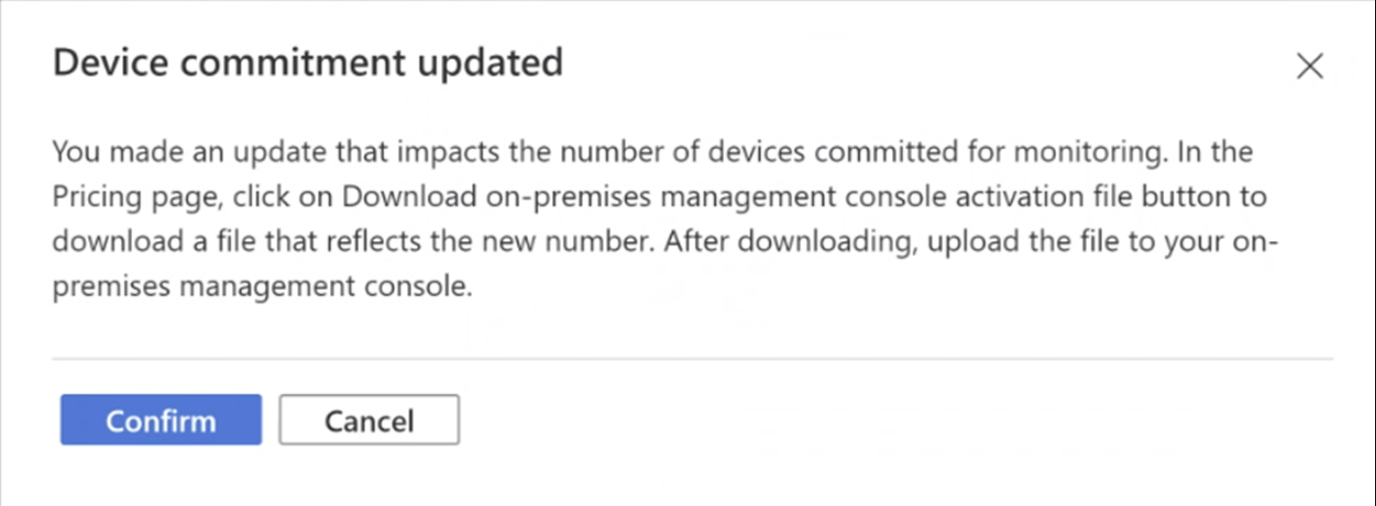 Device commitment updated
You made an update that impacts the number of devices committed for monitoring. In the
Pricing page, click on Download on-premises management console activation file button to
download a file that reflects the new number. After downloading, upload the file to your on-
premises management console.
Confirm
Cancel